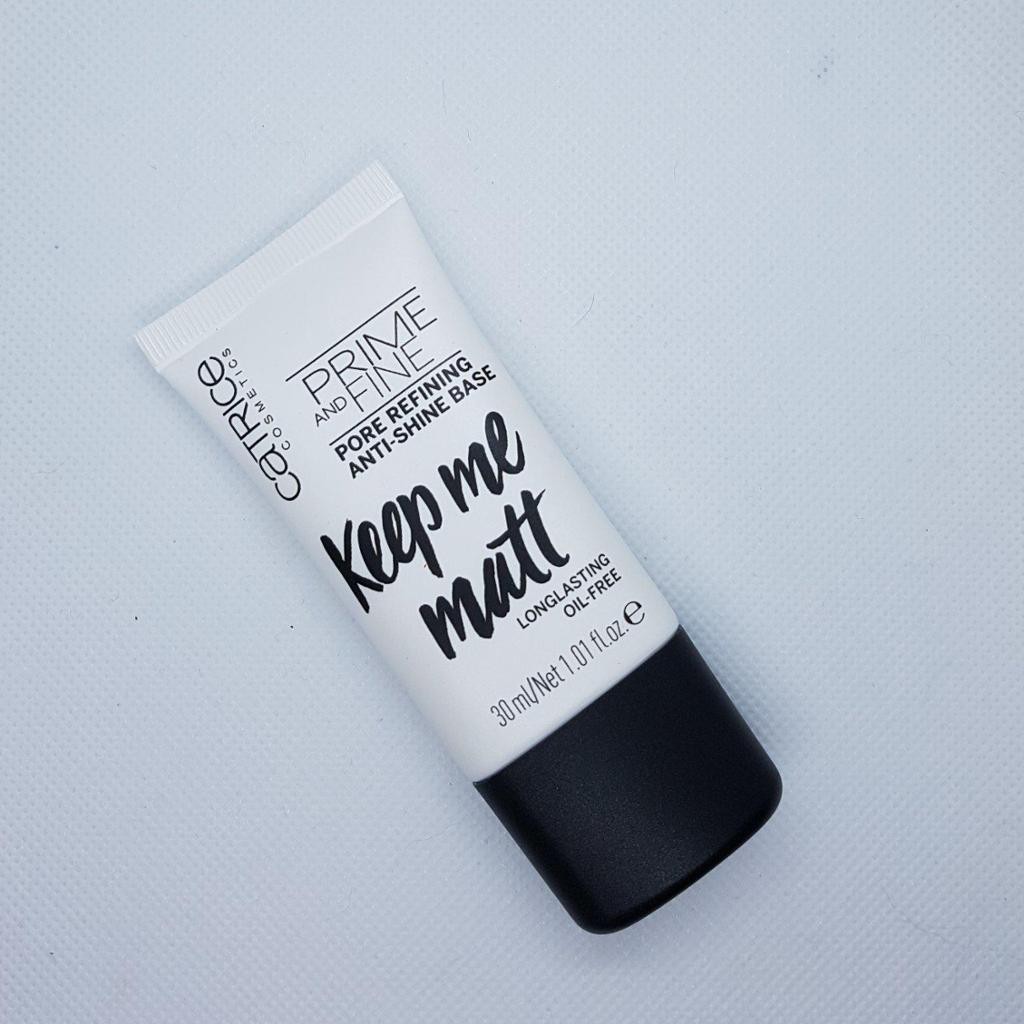 CATRICE
COSMETICS
PRIME
AND FINE
PORE REFINING
ANTI-SHINE BASE
Keep me
matt
LONGLASTING
OIL-FREE
30 ml/Net 1.01 fl.oz.℮